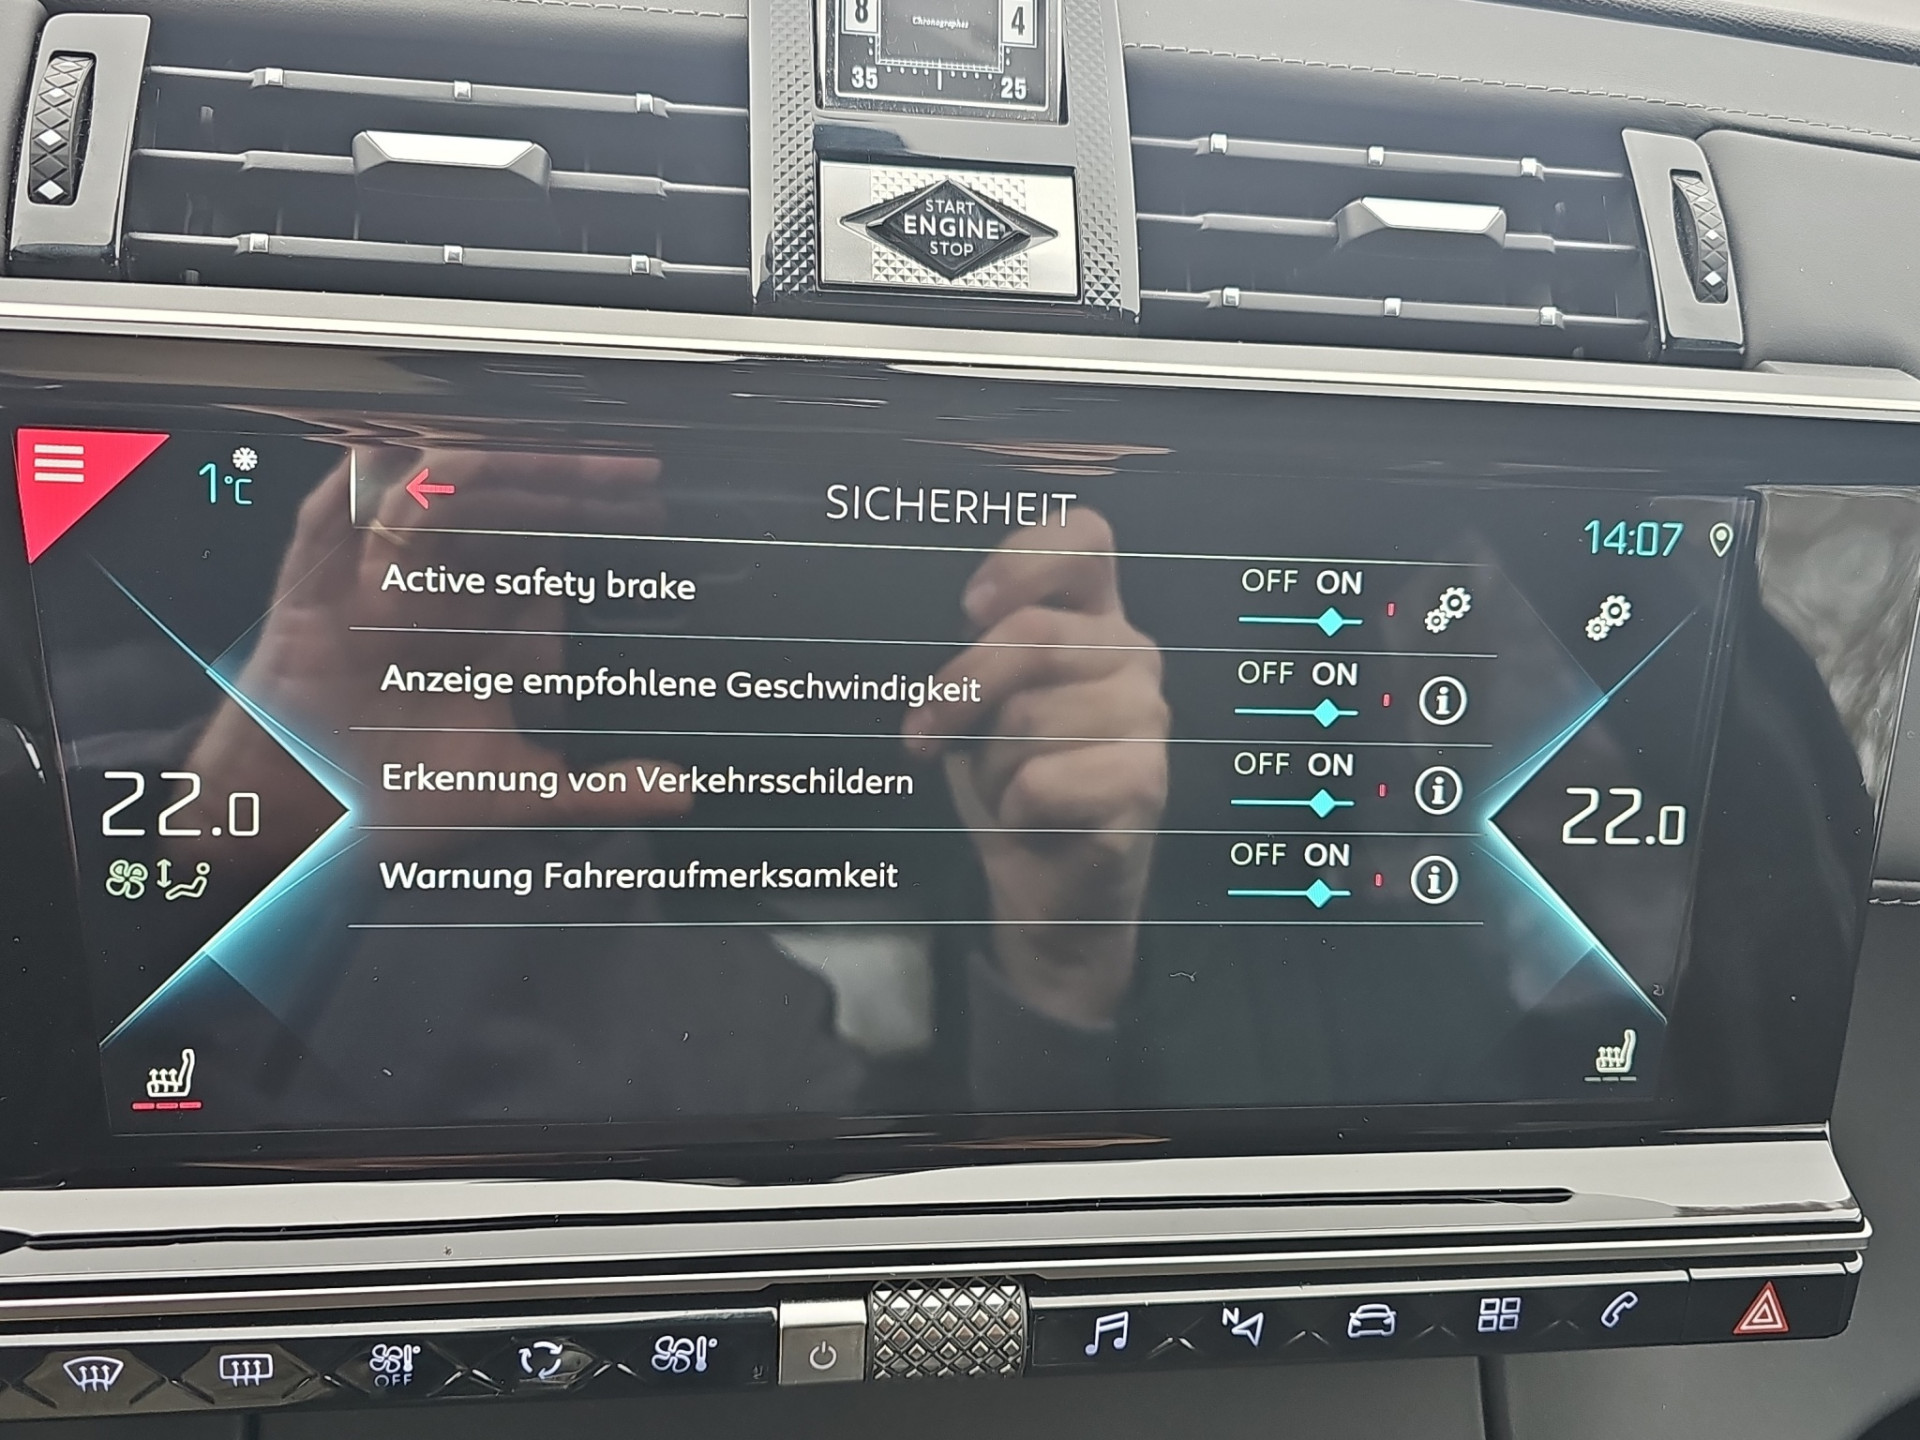 8 4
Chronographes
35 25
START
ENGINE
STOP
1°C
SICHERHEIT
14:07
Active safety brake OFF ON
Anzeige empfohlene Geschwindigkeit OFF ON
Erkennung von Verkehrsschildern OFF ON
22.0 22.0
Warnung Fahreraufmerksamkeit OFF ON
N
OFF